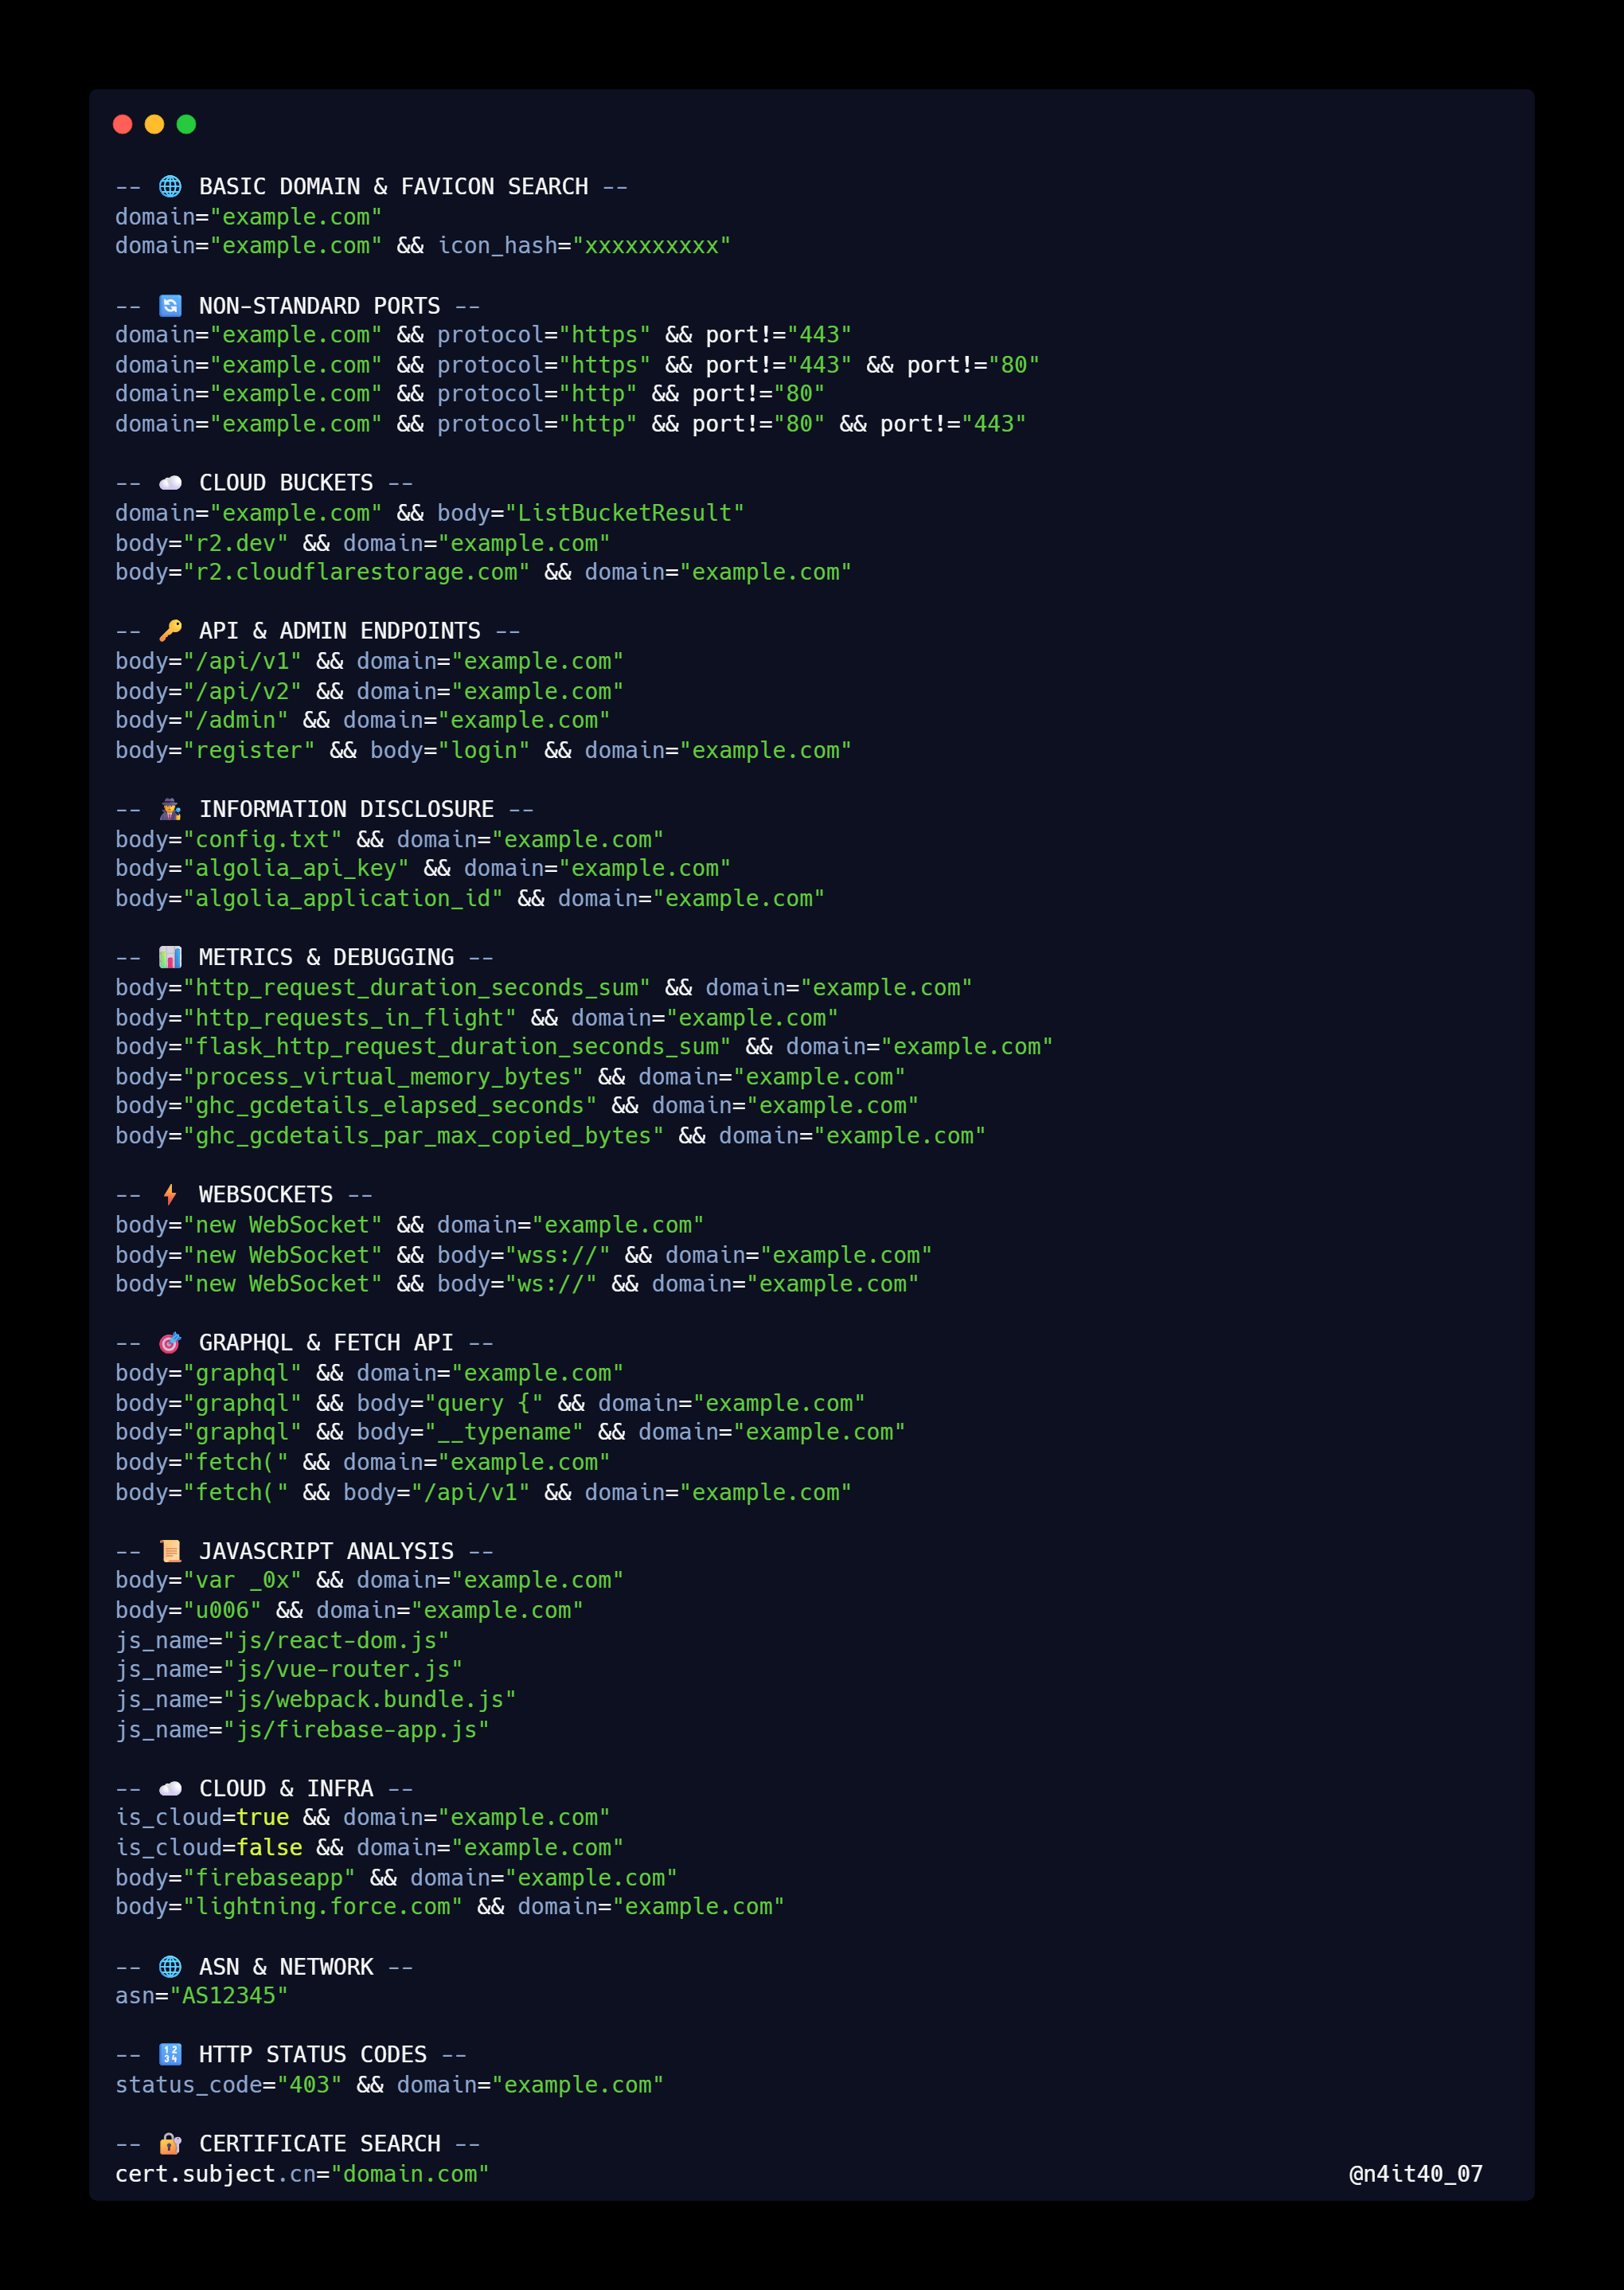 -- 🌐 BASIC DOMAIN & FAVICON SEARCH --
domain="example.com"
domain="example.com" && icon_hash="xxxxxxxxxx"
-- 🔄 NON-STANDARD PORTS --
domain="example.com" && protocol="https" && port!="443"
domain="example.com" && protocol="https" && port!="443" && port!="80"
domain="example.com" && protocol="http" && port!="80"
domain="example.com" && protocol="http" && port!="80" && port!="443"
-- ☁️ CLOUD BUCKETS --
domain="example.com" && body="ListBucketResult"
body="r2.dev" && domain="example.com"
body="r2.cloudflarestorage.com" && domain="example.com"
-- 🔑 API & ADMIN ENDPOINTS --
body="/api/v1" && domain="example.com"
body="/api/v2" && domain="example.com"
body="/admin" && domain="example.com"
body="register" && body="login" && domain="example.com"
-- 🕵️ INFORMATION DISCLOSURE --
body="config.txt" && domain="example.com"
body="algolia_api_key" && domain="example.com"
body="algolia_application_id" && domain="example.com"
-- 📊 METRICS & DEBUGGING --
body="http_request_duration_seconds_sum" && domain="example.com"
body="http_requests_in_flight" && domain="example.com"
body="flask_http_request_duration_seconds_sum" && domain="example.com"
body="process_virtual_memory_bytes" && domain="example.com"
body="ghc_gcdetails_elapsed_seconds" && domain="example.com"
body="ghc_gcdetails_par_max_copied_bytes" && domain="example.com"
-- ⚡ WEBSOCKETS --
body="new WebSocket" && domain="example.com"
body="new WebSocket" && body="wss://" && domain="example.com"
body="new WebSocket" && body="ws://" && domain="example.com"
-- 🎯 GRAPHQL & FETCH API --
body="graphql" && domain="example.com"
body="graphql" && body="query {" && domain="example.com"
body="graphql" && body="__typename" && domain="example.com"
body="fetch(" && domain="example.com"
body="fetch(" && body="/api/v1" && domain="example.com"
-- 📜 JAVASCRIPT ANALYSIS --
body="var _0x" && domain="example.com"
body="u006" && domain="example.com"
js_name="js/react-dom.js"
js_name="js/vue-router.js"
js_name="js/webpack.bundle.js"
js_name="js/firebase-app.js"
-- ☁️ CLOUD & INFRA --
is_cloud=true && domain="example.com"
is_cloud=false && domain="example.com"
body="firebaseapp" && domain="example.com"
body="lightning.force.com" && domain="example.com"
-- 🌐 ASN & NETWORK --
asn="AS12345"
-- 🔢 HTTP STATUS CODES --
status_code="403" && domain="example.com"
-- 🔐 CERTIFICATE SEARCH --
cert.subject.cn="domain.com"
@n4it40_07